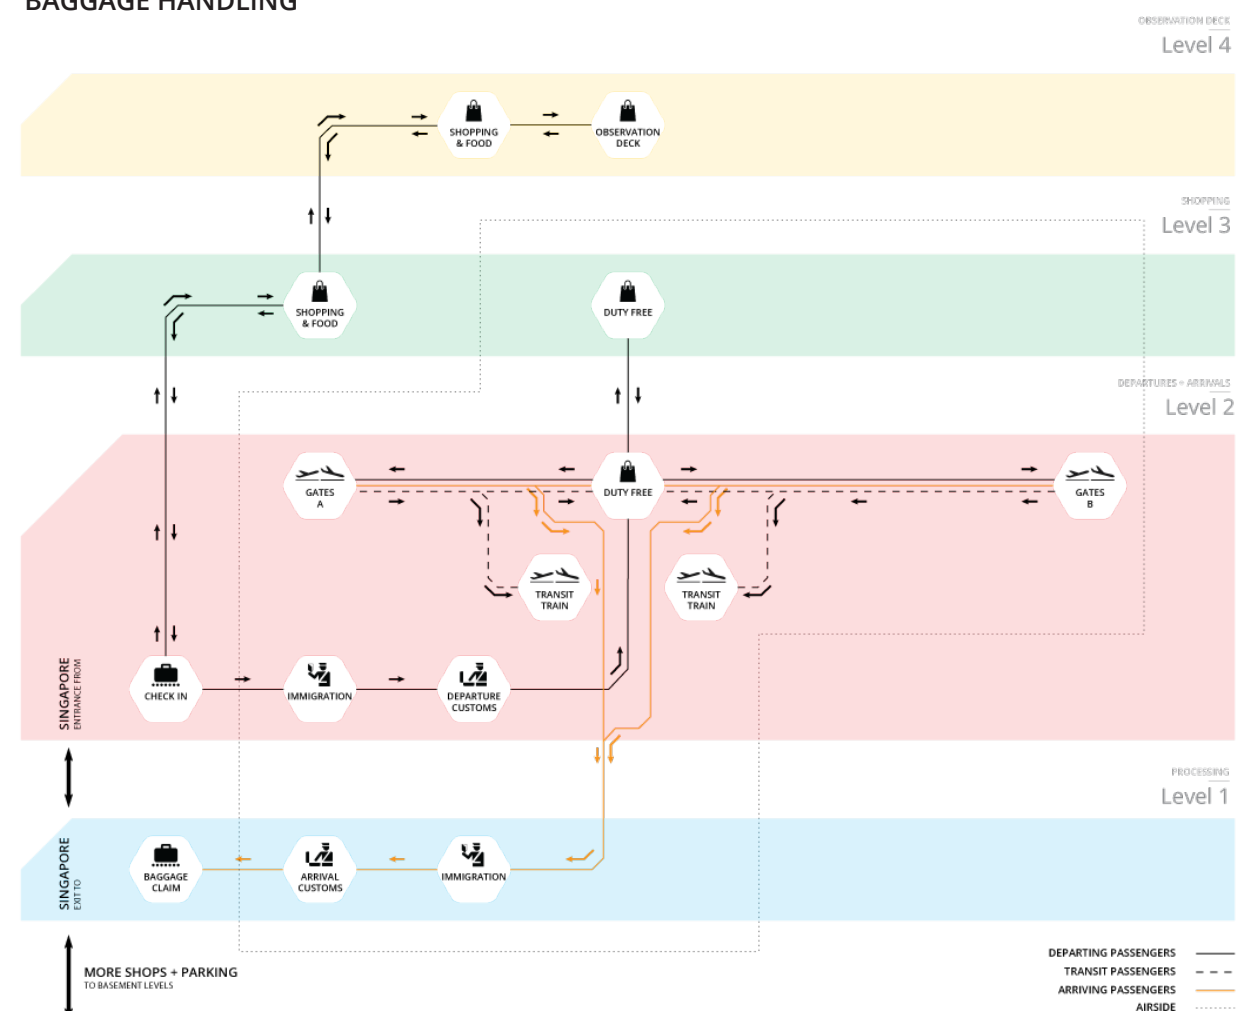 BAGGAGE HANDLING
OBSERVATION DECK
Level 4
SHOPPING
& FOOD
OBSERVATION
DECK
SHOPPING
Level 3
SHOPPING
& FOOD
DUTY FREE
DEPARTURES + ARRIVALS
Level 2
GATES
A
DUTY FREE
GATES
B
TRANSIT
TRAIN
TRANSIT
TRAIN
SINGAPORE
ENTRANCE FROM
CHECK IN
IMMIGRATION
DEPARTURE
CUSTOMS
PROCESSING
Level 1
SINGAPORE
EXIT TO
BAGGAGE
CLAIM
ARRIVAL
CUSTOMS
IMMIGRATION
MORE SHOPS + PARKING
TO BASEMENT LEVELS
DEPARTING PASSENGERS
TRANSIT PASSENGERS
ARRIVING PASSENGERS
AIRSIDE